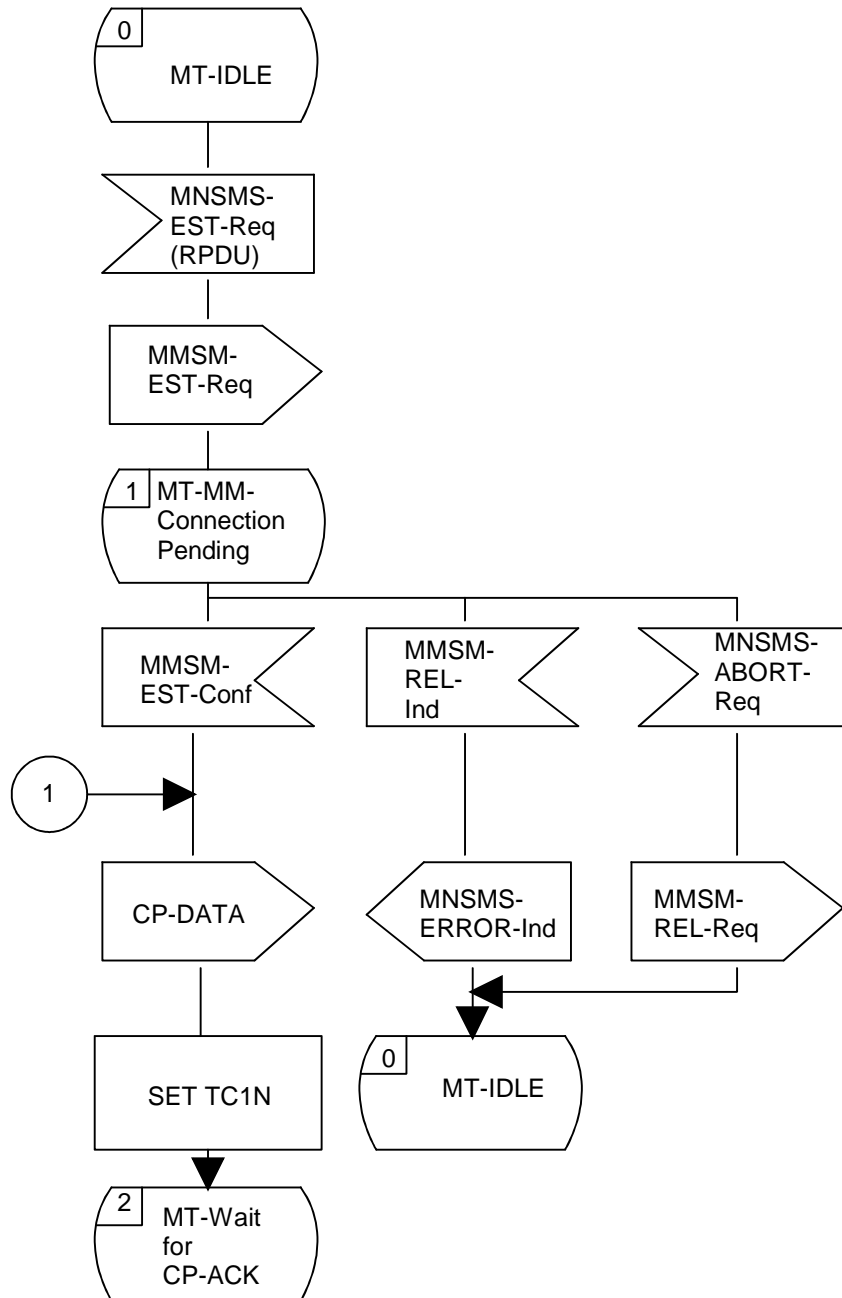 0
MT-IDLE
MNSMS-
EST-Req
(RPDU)
MMSM-
EST-Req
1
MT-MM-
Connection
Pending
MMSM-
EST-Conf
MMSM-
REL-
Ind
MNSMS-
ABORT-
Req
1
CP-DATA
MNSMS-
ERROR-Ind
MMSM-
REL-Req
SET TC1N
0
MT-IDLE
2
MT-Wait
for
CP-ACK